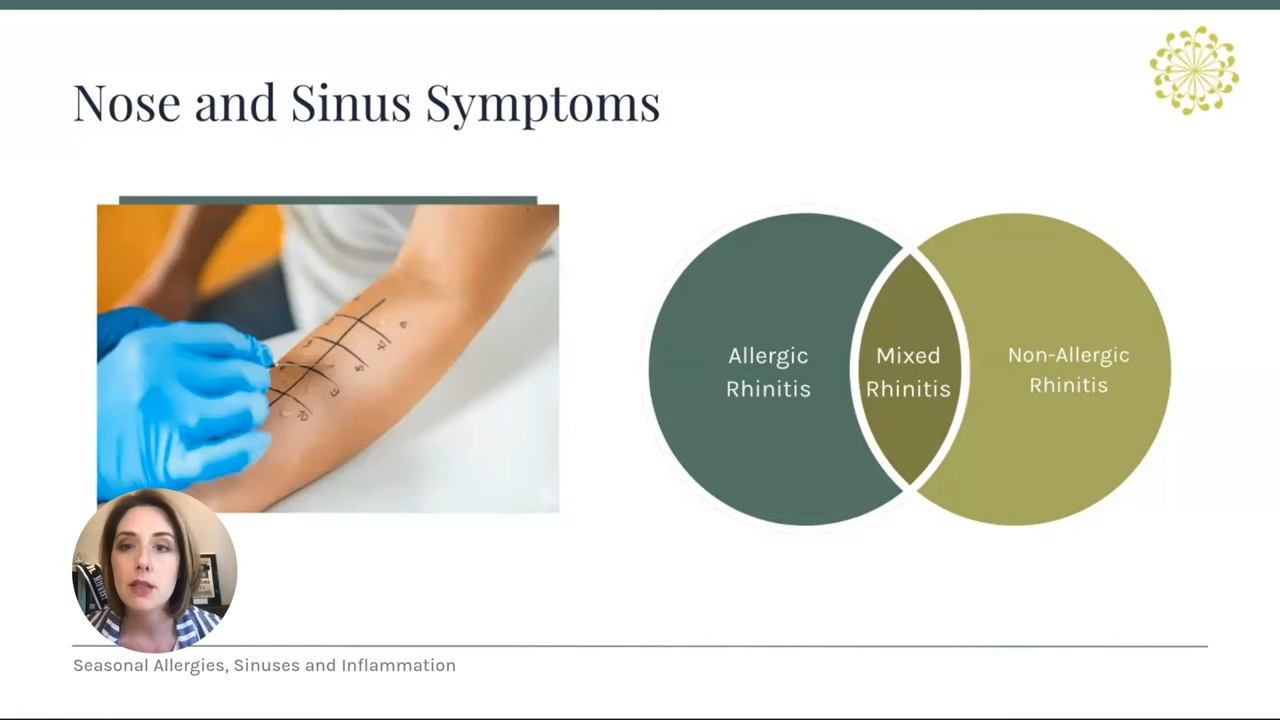 Nose and Sinus Symptoms
Allergic
Rhinitis
Mixed
Rhinitis
Non-Allergic
Rhinitis
Seasonal Allergies, Sinuses and Inflammation